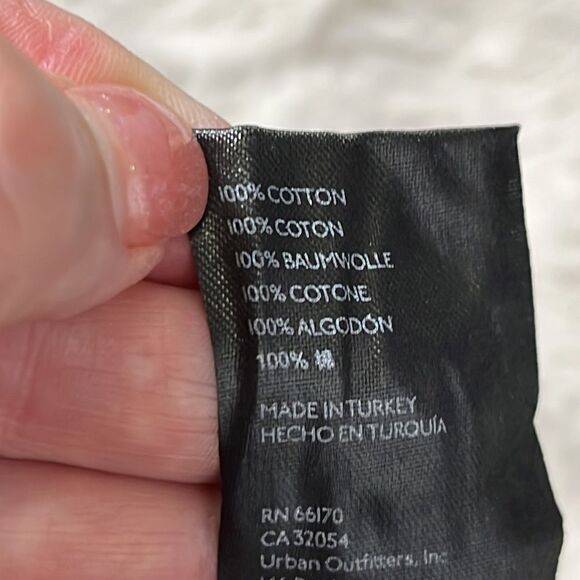 100% COTTON
100% COTON
100% BAUMWOLLE
100% COTONE
100% ALGODÓN
100% 棉
MADE IN TURKEY
HECHO EN TURQUÍA
RN 66170
CA 32054
Urban Outfitters, Inc